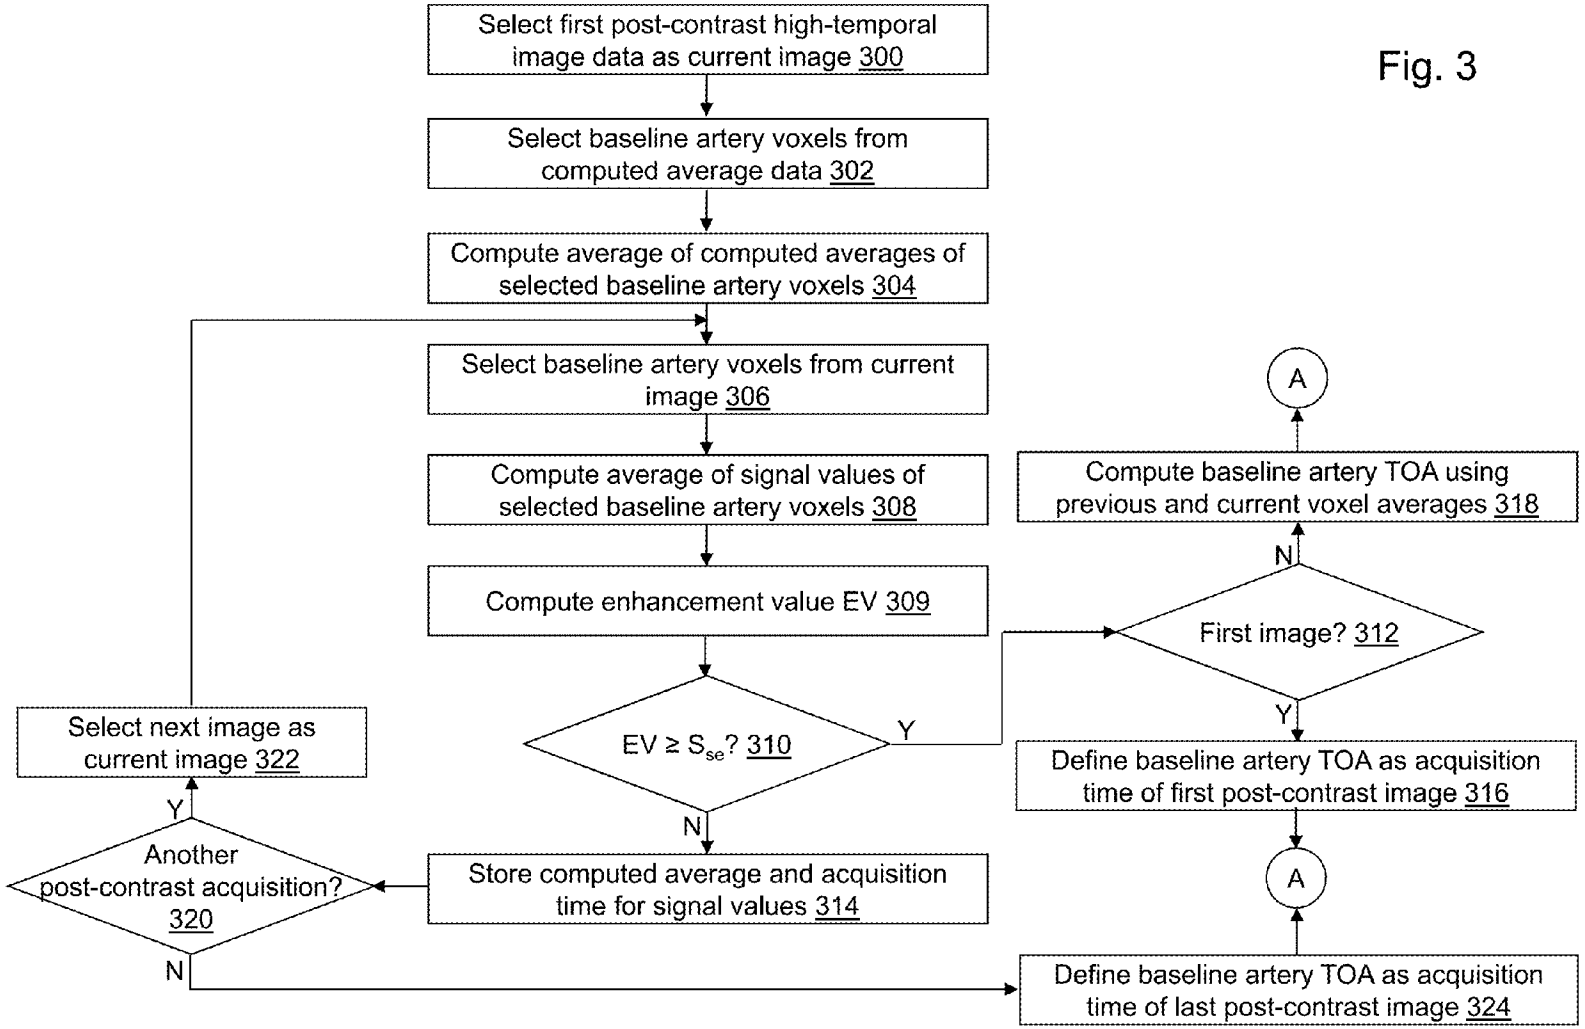 Select first post-contrast high-temporal
image data as current image 300
Fig. 3
Select baseline artery voxels from
computed average data 302
Compute average of computed averages of
selected baseline artery voxels 304
Select baseline artery voxels from current
image 306
Compute average of signal values of
selected baseline artery voxels 308
Compute enhancement value EV 309
EV ≥ Sse? 310
Y
N
Store computed average and acquisition
time for signal values 314
Another
post-contrast acquisition?
320
Y
N
Select next image as
current image 322
First image? 312
N
Y
Compute baseline artery TOA using
previous and current voxel averages 318
A
Define baseline artery TOA as acquisition
time of first post-contrast image 316
A
Define baseline artery TOA as acquisition
time of last post-contrast image 324